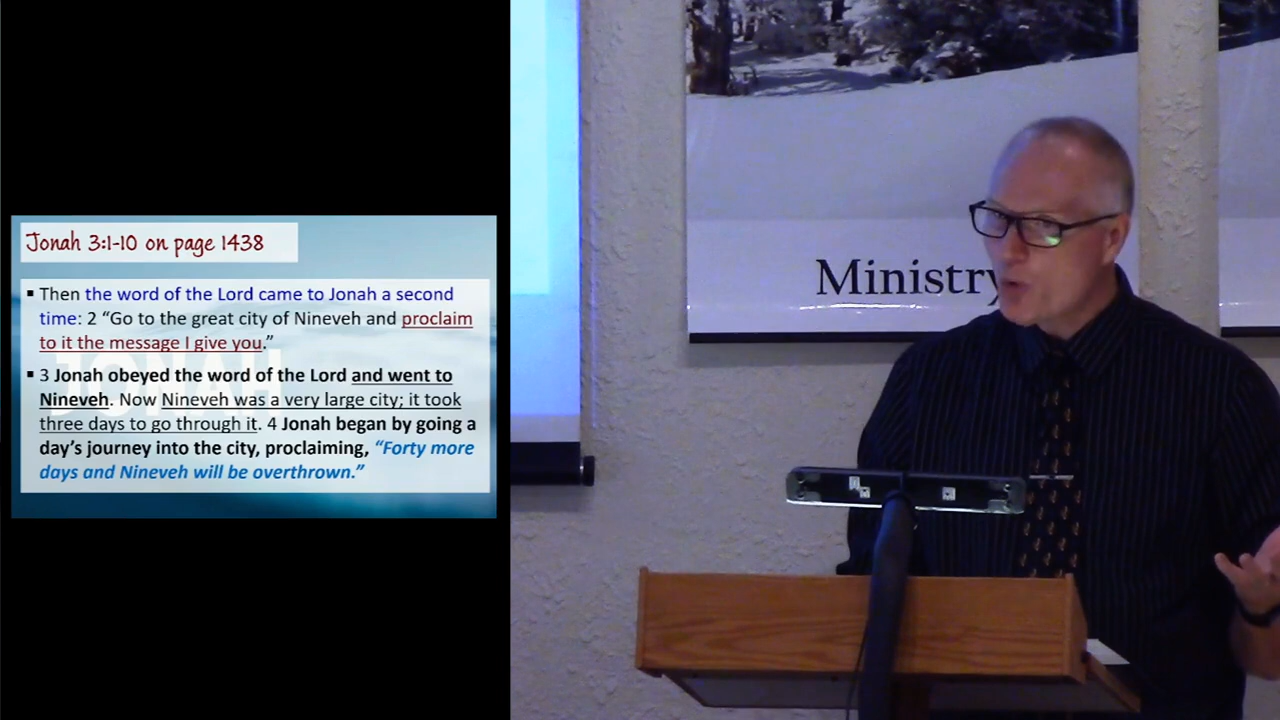 Jonah 3:1-10 on page 1438
▪ Then the word of the Lord came to Jonah a second
time: 2 “Go to the great city of Nineveh and proclaim
to it the message I give you.”
▪ 3 Jonah obeyed the word of the Lord and went to
Nineveh. Now Nineveh was a very large city; it took
three days to go through it. 4 Jonah began by going a
day’s journey into the city, proclaiming, “Forty more
days and Nineveh will be overthrown.”
JONAH
Ministry